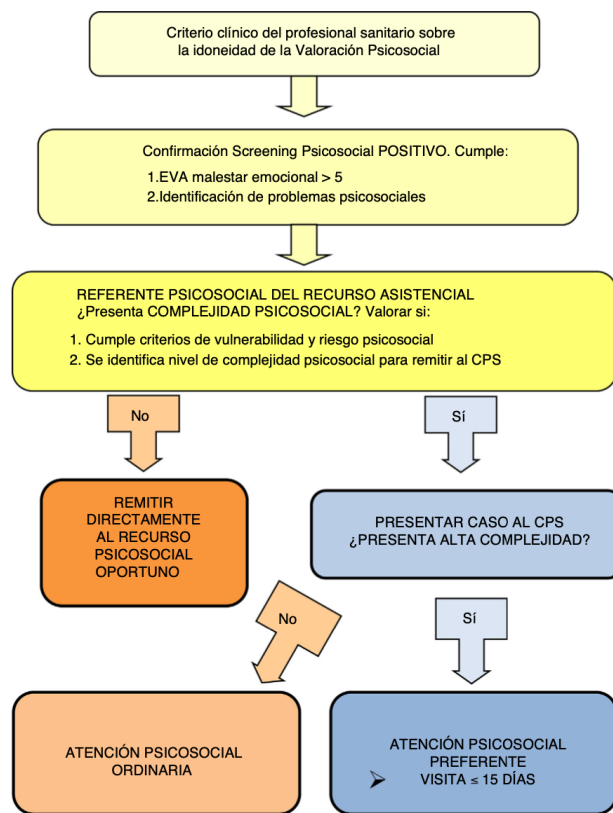 Criterio clínico del profesional sanitario sobre
la idoneidad de la Valoración Psicosocial
Confirmación Screening Psicosocial POSITIVO. Cumple:
1.EVA malestar emocional > 5
2.Identificación de problemas psicosociales
REFERENTE PSICOSOCIAL DEL RECURSO ASISTENCIAL
¿Presenta COMPLEJIDAD PSICOSOCIAL? Valorar si:
1. Cumple criterios de vulnerabilidad y riesgo psicosocial
2. Se identifica nivel de complejidad psicosocial para remitir al CPS
No
Sí
REMITIR
DIRECTAMENTE
AL RECURSO
PSICOSOCIAL
OPORTUNO
PRESENTAR CASO AL CPS
¿PRESENTA ALTA COMPLEJIDAD?
No
Sí
ATENCIÓN PSICOSOCIAL
ORDINARIA
ATENCIÓN PSICOSOCIAL
PREFERENTE
➢ VISITA ≤ 15 DÍAS